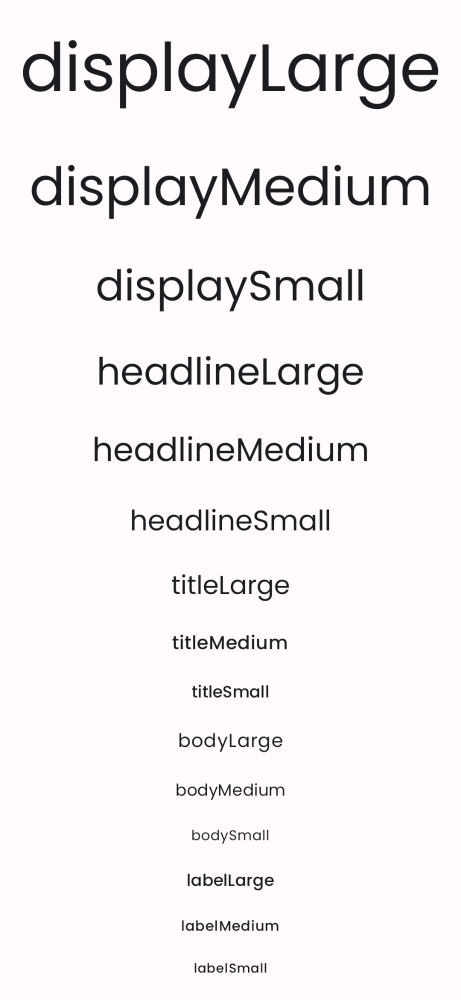 displayLarge
displayMedium
displaySmall
headlineLarge
headlineMedium
headlineSmall
titleLarge
titleMedium
titleSmall
bodyLarge
bodyMedium
bodySmall
labelLarge
labelMedium
labelSmall